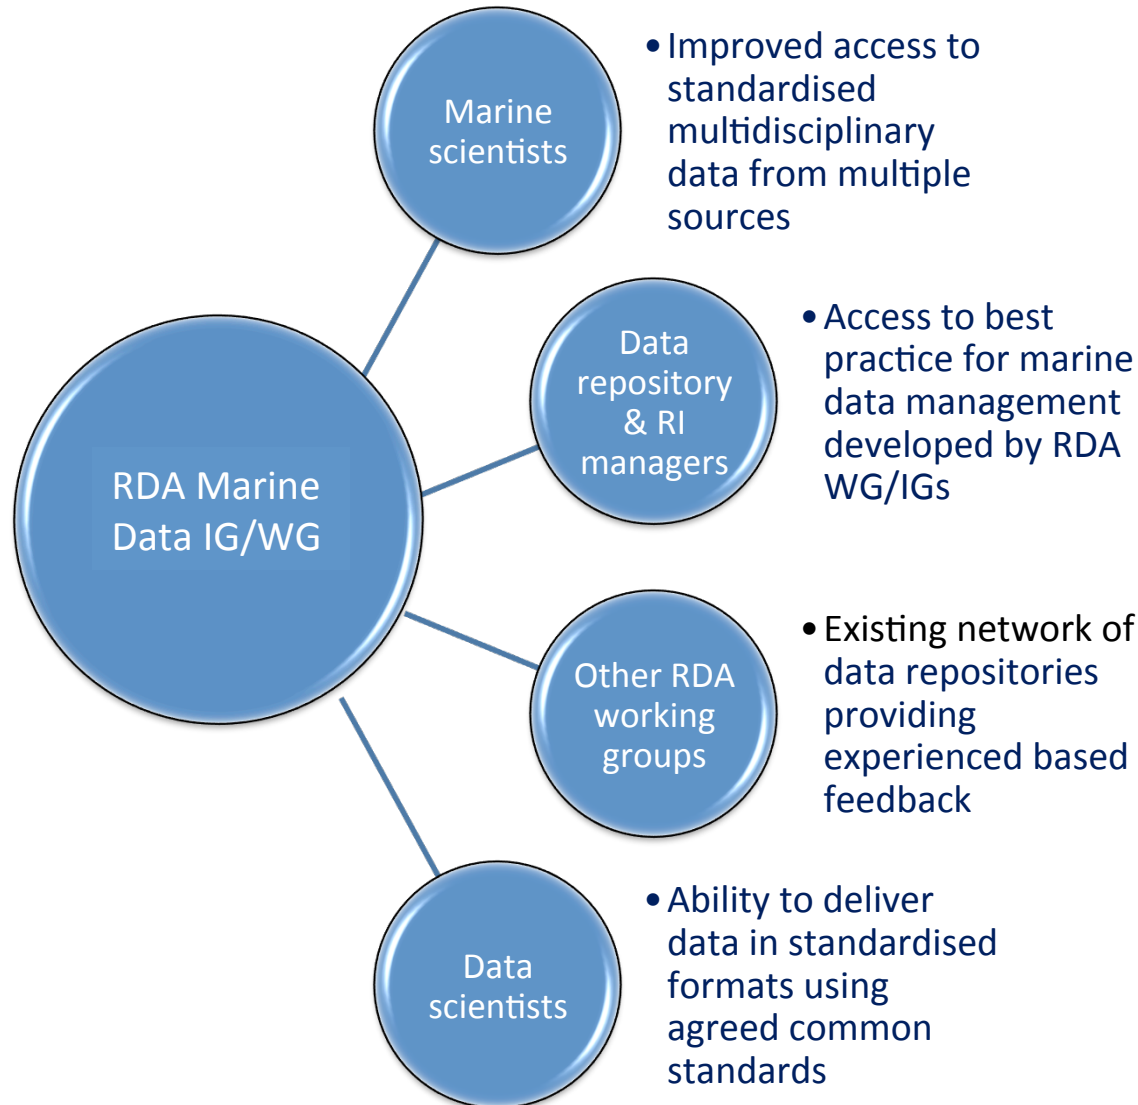 Marine
scientists
• Improved access to
standardised
multidisciplinary
data from multiple
sources
Data
repository
& RI
managers
• Access to best
practice for marine
data management
developed by RDA
WG/IGs
RDA Marine
Data IG/WG
Other RDA
working
groups
• Existing network of
data repositories
providing
experienced based
feedback
Data
scientists
• Ability to deliver
data in standardised
formats using
agreed common
standards